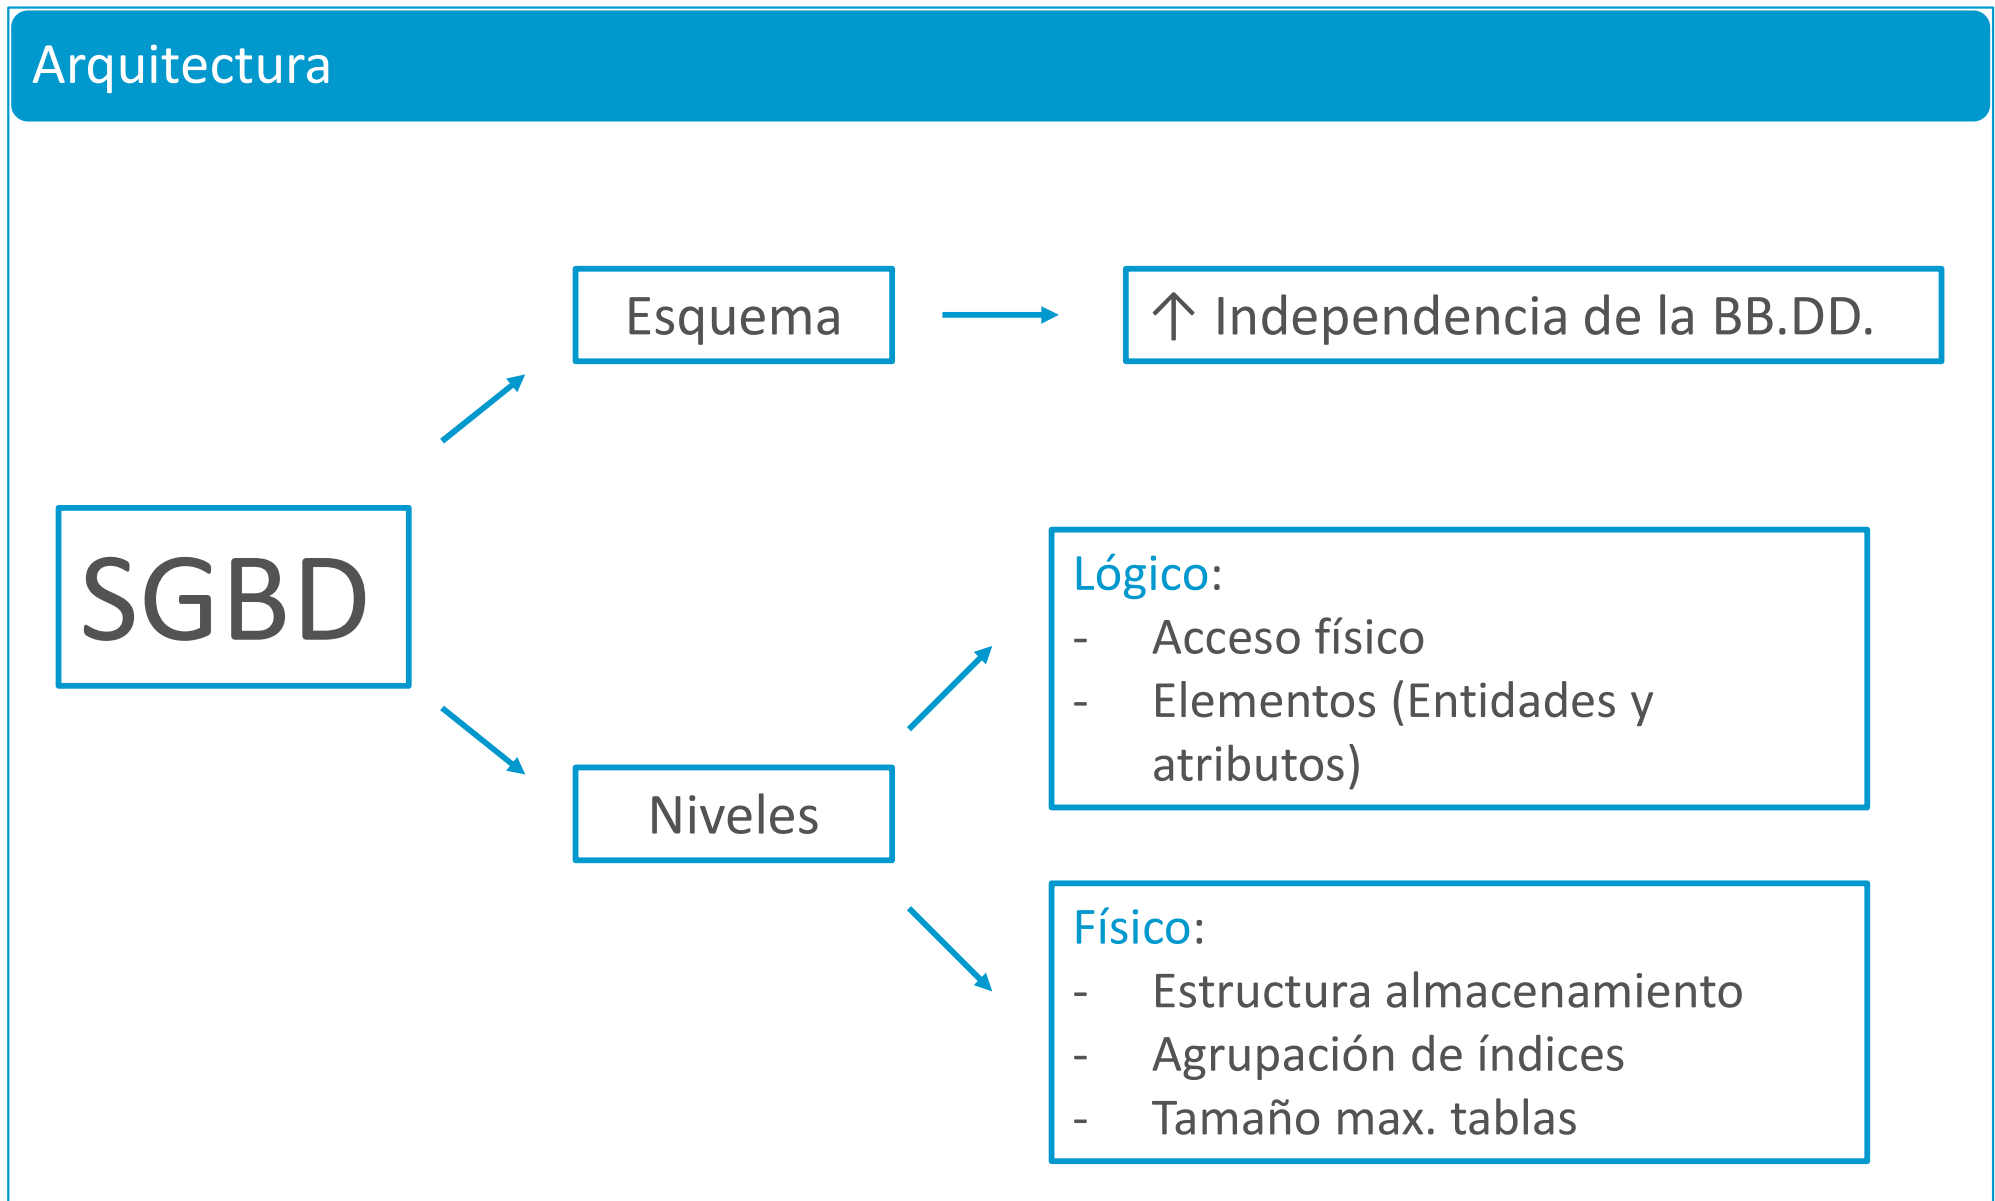 Arquitectura
Esquema
↑ Independencia de la BB.DD.
SGBD
Niveles
Lógico:
- Acceso físico
- Elementos (Entidades y
atributos)
Físico:
- Estructura almacenamiento
- Agrupación de índices
- Tamaño max. tablas